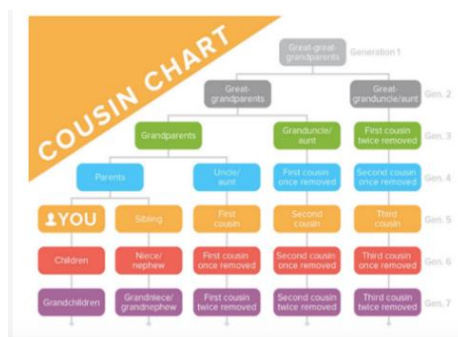 COUSIN CHART
Great-great-
grandparents
Generation 1
Great-
grandparents
Great-
granduncle/aunt
Gen. 2
Grandparents
Granduncle/
aunt
First cousin
twice removed
Gen. 3
Parents
Uncle/
aunt
First cousin
once removed
Second cousin
once removed
Gen. 4
YOU
Sibling
First
cousin
Second
cousin
Third
cousin
Gen. 5
Children
Niece/
nephew
First cousin
once removed
Second cousin
once removed
Third cousin
once removed
Gen. 6
Grandchildren
Grandniece/
grandnephew
First cousin
twice removed
Second cousin
twice removed
Third cousin
twice removed
Gen. 7